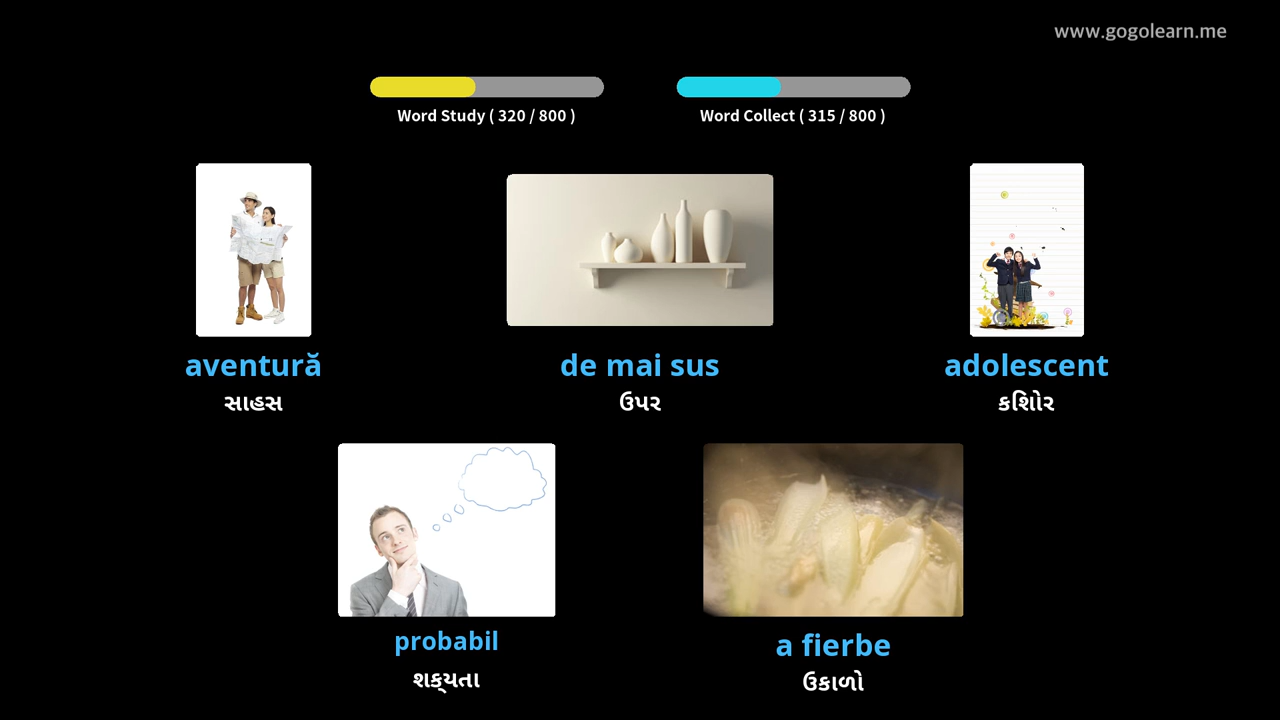 www.gogolearn.me
Word Study ( 320 / 800 )
Word Collect ( 315 / 800 )
aventură
સાહસ
de mai sus
ઉપર
adolescent
કિશોર
probabil
શક્યતા
a fierbe
ઉકાળો